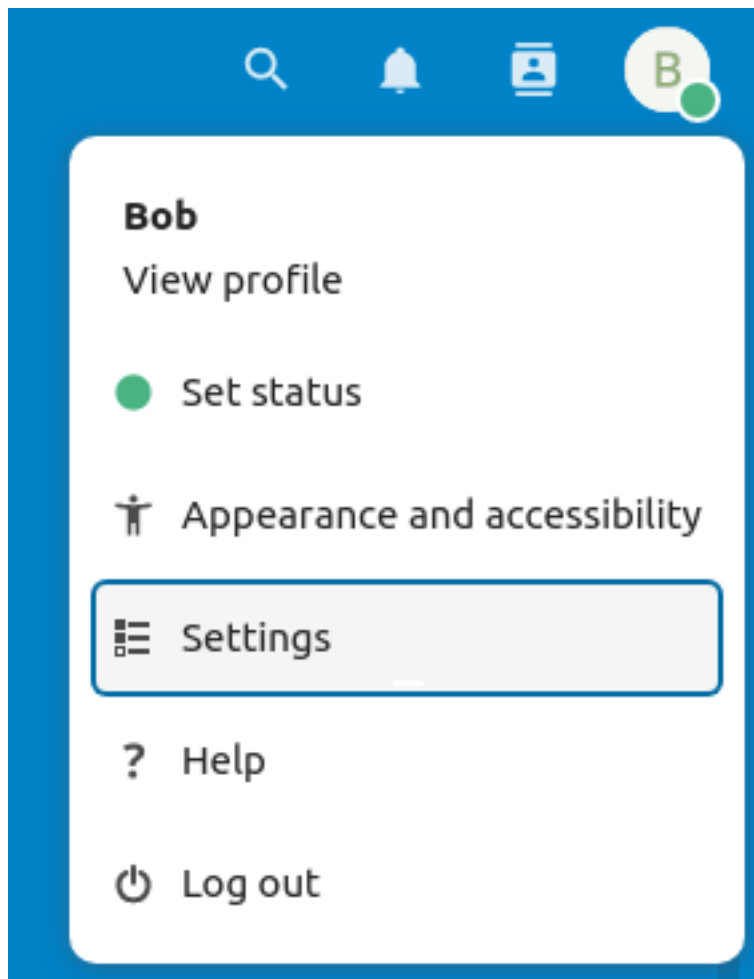 B
Bob
View profile
Set status
Appearance and accessibility
Settings
? Help
Log out